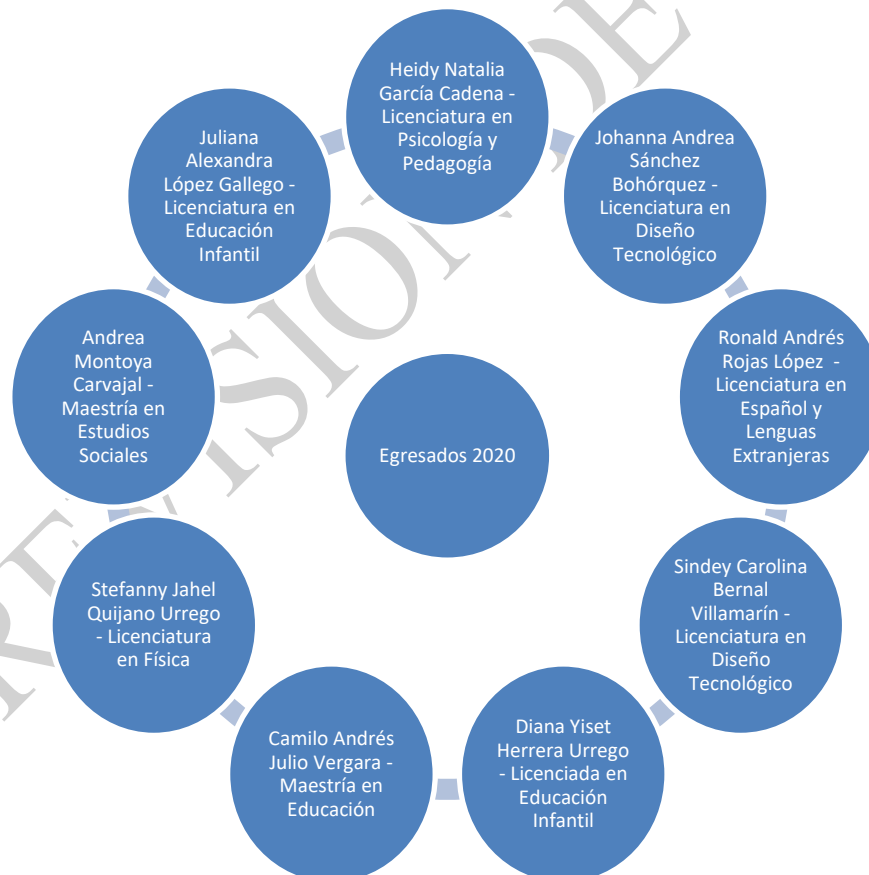 Heidy Natalia
García Cadena -
Licenciatura en
Psicología y
Pedagogía
Johanna Andrea
Sánchez
Bohórquez -
Licenciatura en
Diseño
Tecnológico
Ronald Andrés
Rojas López -
Licenciatura en
Español y
Lenguas
Extranjeras
Sindey Carolina
Bernal
Villamarín -
Licenciatura en
Diseño
Tecnológico
Diana Yiset
Herrera Urrego
- Licenciada en
Educación
Infantil
Camilo Andrés
Julio Vergara -
Maestría en
Educación
Stefanny Jahel
Quijano Urrego
- Licenciatura
en Física
Andrea
Montoya
Carvajal -
Maestría en
Estudios
Sociales
Juliana
Alexandra
López Gallego -
Licenciatura en
Educación
Infantil
Egresados 2020